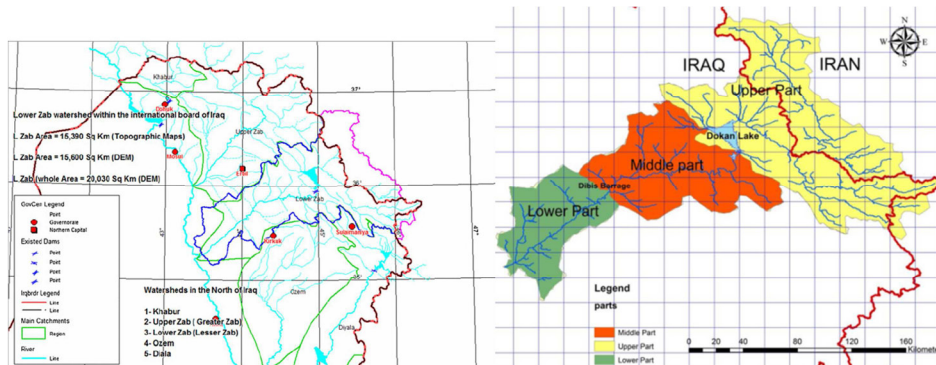 Khabur
37°
Dohuk
Lower Zab watershed within the international board of Iraq
L Zab Area = 15,390 Sq Km (Topographic Maps)
Upper Zab
L Zab Area = 15,600 Sq Km (DEM)
Mosul
Erbil
L Zab (whole Area = 20,030 Sq Km (DEM)
36°
Lower Zab
GovCer Legend
Point
Governorate
Point
Northern Capital
Existed Dams
Point
Point
Point
43°
Kirkuk
45°
Sulaimaniya
47°
35°
Irqbrdr Legend
Line
Line
Main Catchments
Region
River
Line
Ozem
Diyala
Watersheds in the North of Iraq
1- Khabur
2- Upper Zab ( Greater Zab)
3- Lower Zab (Lesser Zab)
4- Ozem
5- Diala
N
W E
S
IRAQ
IRAN
Upper Part
Dokan Lake
Middle part
Dibis Barrage
Lower Part
Legend
parts
Middle Part
Upper Part
Lower Part
0 20 40 80 120 160
Kilomete